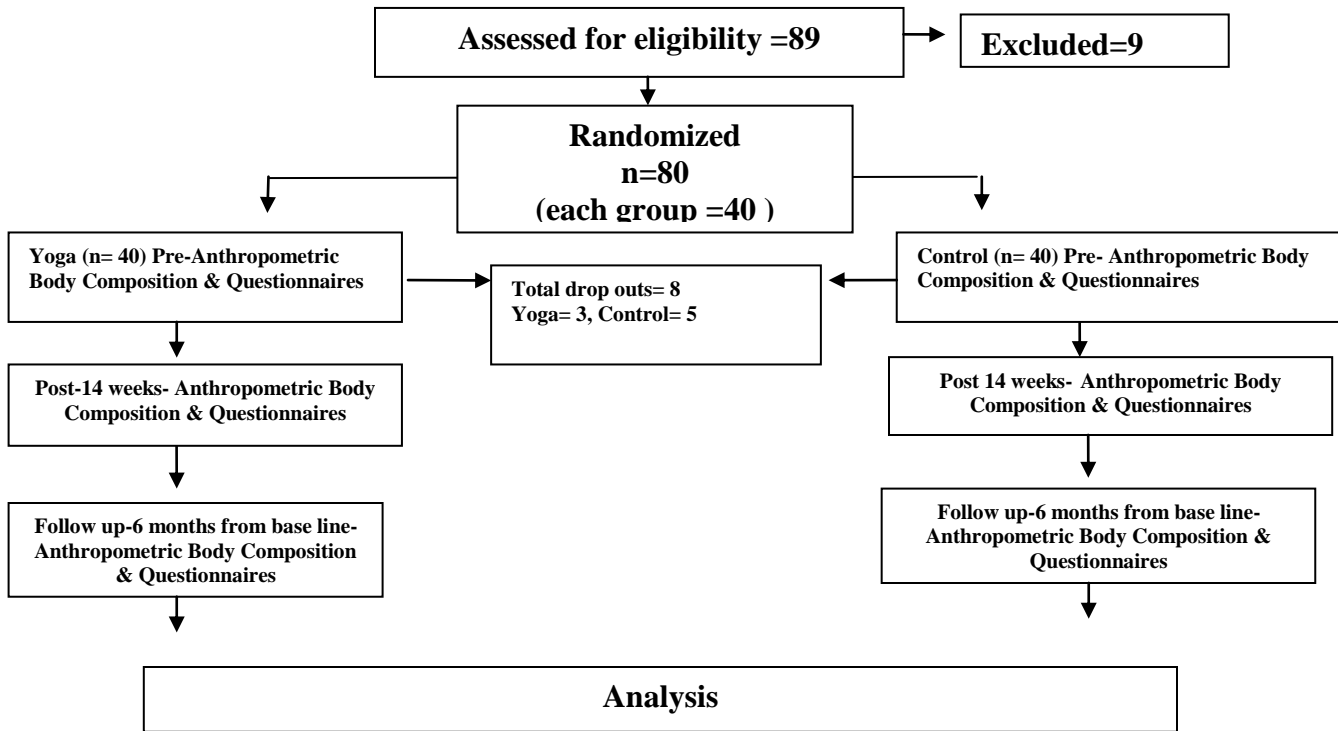 Assessed for eligibility =89
Excluded=9
Randomized
n=80
(each group =40 )
Yoga (n= 40) Pre-Anthropometric
Body Composition & Questionnaires
Total drop outs= 8
Yoga= 3, Control= 5
Control (n= 40) Pre- Anthropometric Body
Composition & Questionnaires
Post-14 weeks- Anthropometric Body
Composition & Questionnaires
Post 14 weeks- Anthropometric Body
Composition & Questionnaires
Follow up-6 months from base line-
Anthropometric Body Composition
& Questionnaires
Follow up-6 months from base line-
Anthropometric Body Composition &
Questionnaires
Analysis